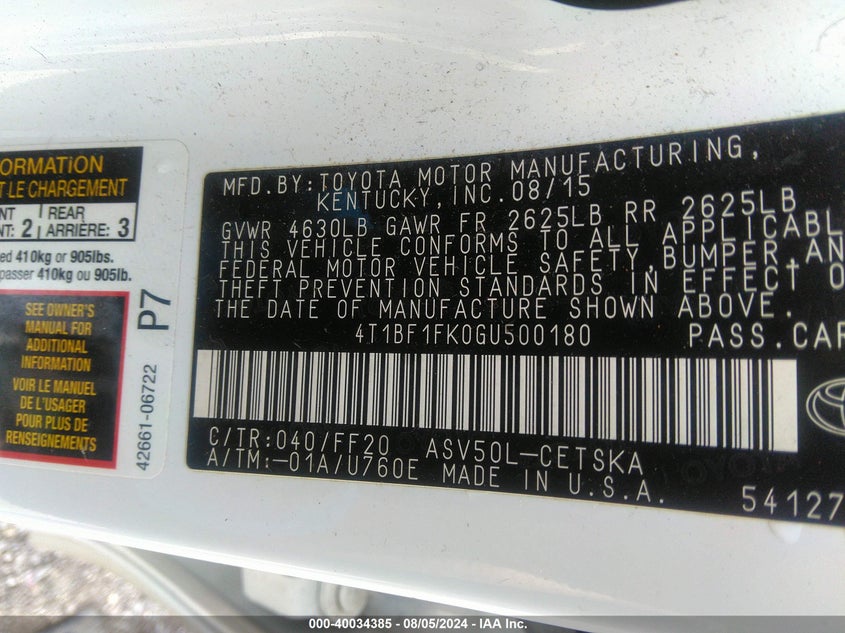 ORMATION
T LE CHARGEMENT
NT REAR
NT: 2 ARRIÈRE: 3
ed 410kg or 905lbs.
passer 410kg ou 905lb.
SEE OWNER'S
MANUAL FOR
ADDITIONAL
INFORMATION
VOIR LE MANUEL
DE L'USAGER
POUR PLUS DE
RENSEIGNEMENTS
P7
42661-06722
MFD.BY:TOYOTA MOTOR MANUFACTURING,
KENTUCKY,INC.08/15
GVWR 4630LB GAWR FR 2625LB RR 2625LB
THIS VEHICLE CONFORMS TO ALL APPLICABL
FEDERAL MOTOR VEHICLE SAFETY,BUMPER,AN
THEFT PREVENTION STANDARDS IN EFFECT O
THE DATE OF MANUFACTURE SHOWN ABOVE.
4T1BF1FK0GU500180 PASS.CAR
C/TR:040/FF20 ASV50L-CETSKA
A/TM:-01A/U760E MADE IN U.S.A.
54127
000-40034385 - 08/05/2024 - IAA Inc.